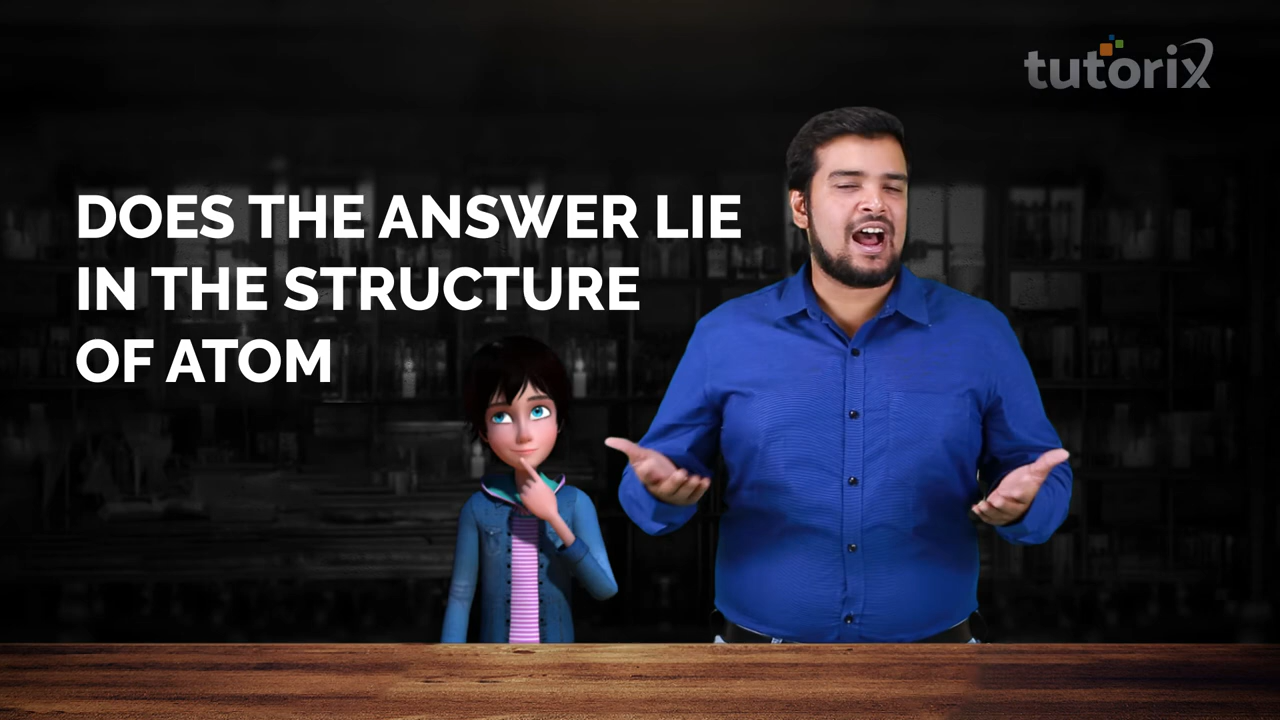 tutorix
DOES THE ANSWER LIE
IN THE STRUCTURE
OF ATOM